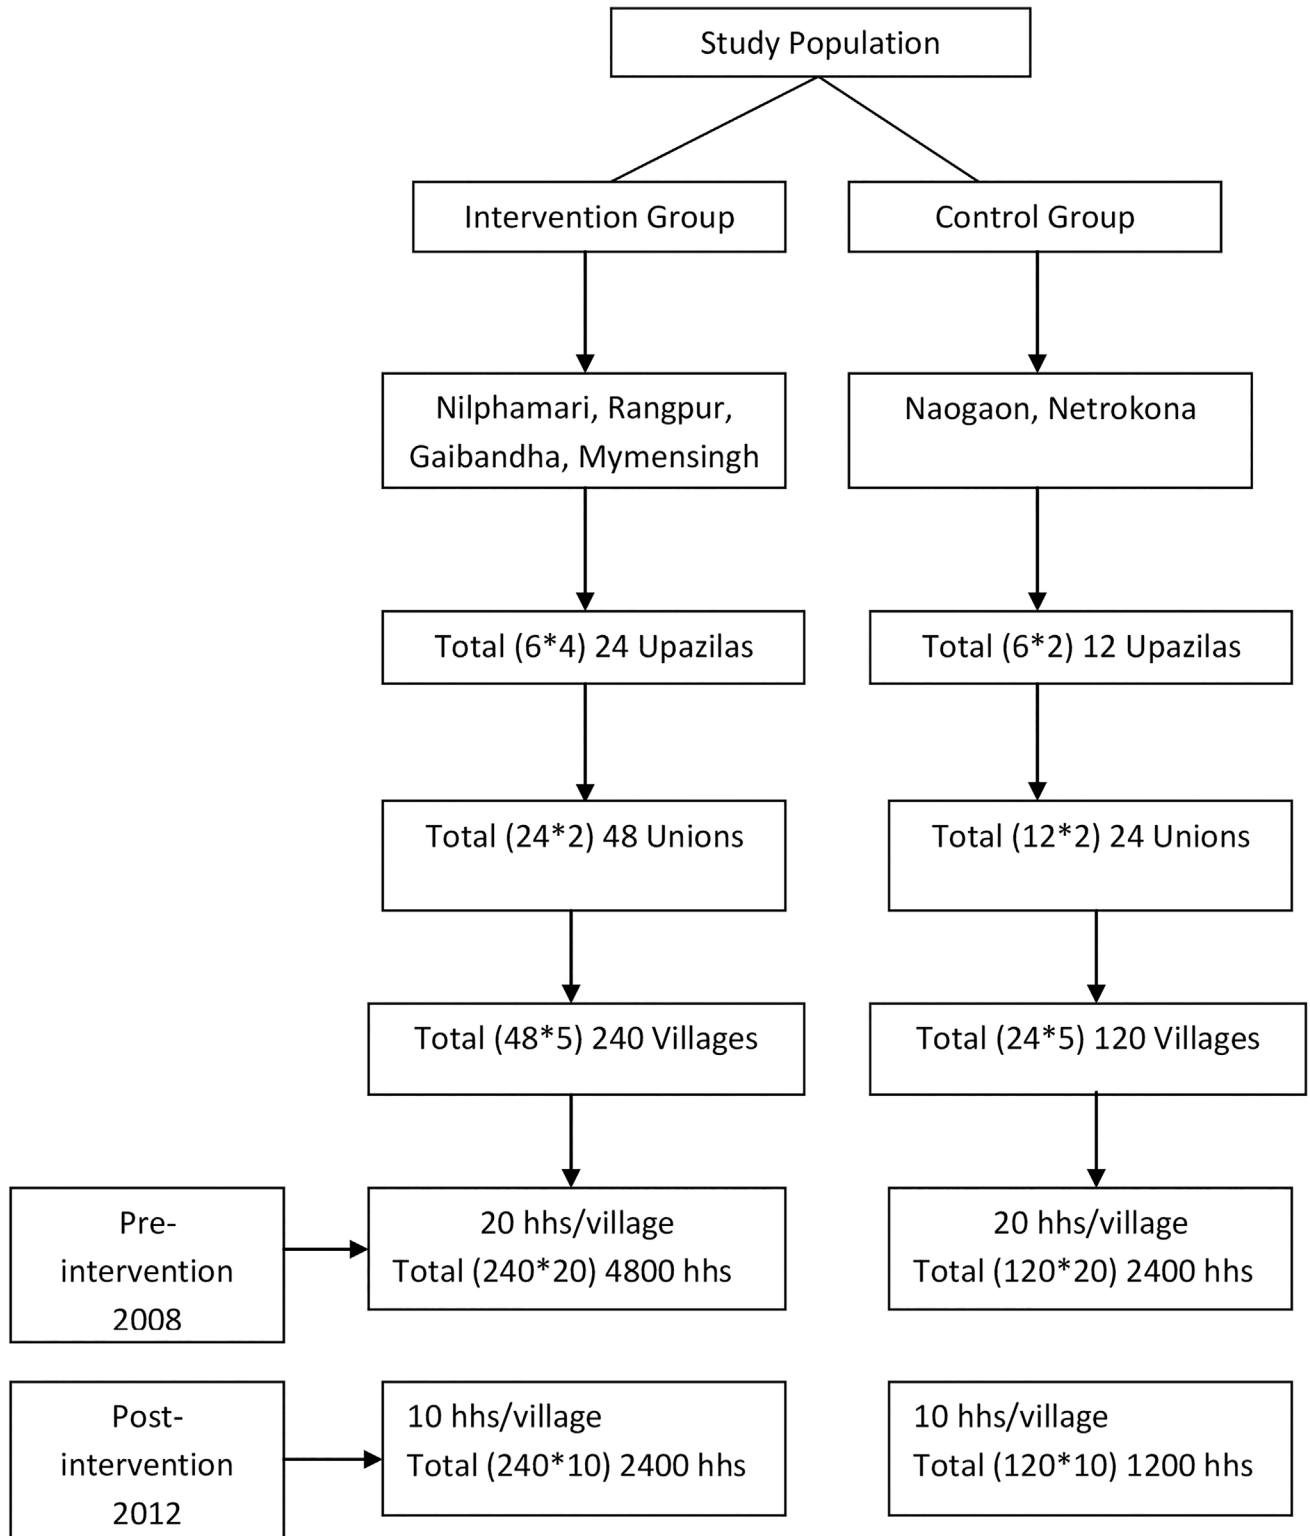 Study Population
Intervention Group
Control Group
Nilphamari, Rangpur,
Gaibandha, Mymensingh
Naogaon, Netrokona
Total (6*4) 24 Upazilas
Total (6*2) 12 Upazilas
Total (24*2) 48 Unions
Total (12*2) 24 Unions
Total (48*5) 240 Villages
Total (24*5) 120 Villages
Pre-
intervention
2008
20 hhs/village
Total (240*20) 4800 hhs
20 hhs/village
Total (120*20) 2400 hhs
Post-
intervention
2012
10 hhs/village
Total (240*10) 2400 hhs
10 hhs/village
Total (120*10) 1200 hhs